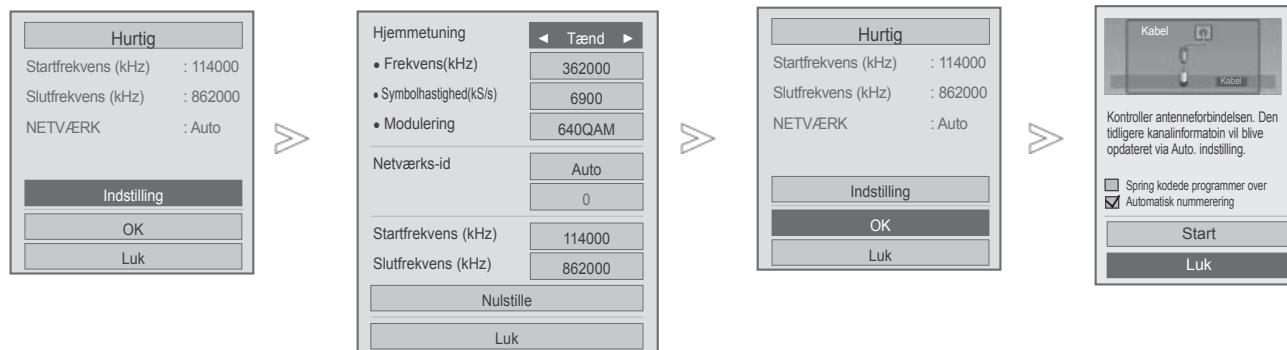 Hurtig
Startfrekvens (kHz) : 114000
Slutfrekvens (kHz) : 862000
NETVÆRK : Auto
Indstilling
OK
Luk
Hjemmetuning ◄ Tænd ►
• Frekvens(kHz) 362000
• Symbolhastighed(kS/s) 6900
• Modulering 640QAM
Netværks-id Auto
0
Startfrekvens (kHz) 114000
Slutfrekvens (kHz) 862000
Nulstille
Luk
Hurtig
Startfrekvens (kHz) : 114000
Slutfrekvens (kHz) : 862000
NETVÆRK : Auto
Indstilling
OK
Luk
Kabel
Kabel
Kontroller antenneforbindelsen. Den
tidligere kanalinformatoin vil blive
opdateret via Auto. indstilling.
Spring kodede programmer over
Automatisk nummerering
Start
Luk